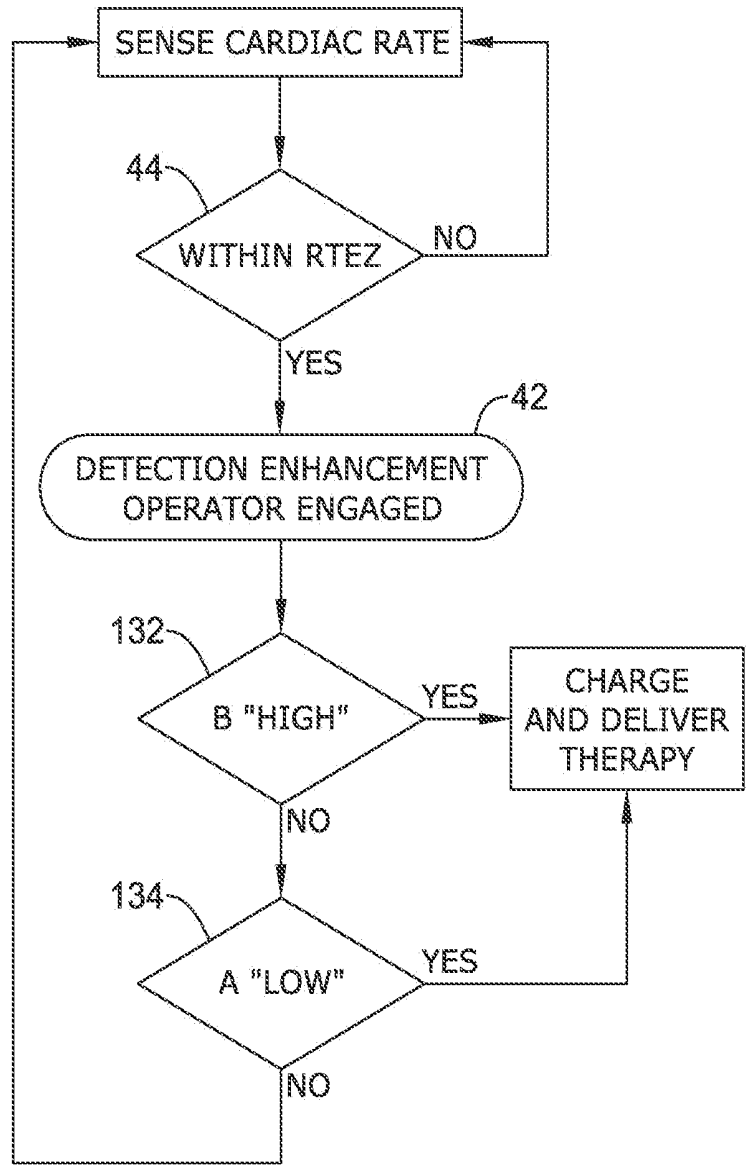 SENSE CARDIAC RATE
44
WITHIN RTEZ
NO
YES
42
DETECTION ENHANCEMENT
OPERATOR ENGAGED
132
B "HIGH"
YES
CHARGE
AND DELIVER
THERAPY
NO
134
A "LOW"
YES
NO